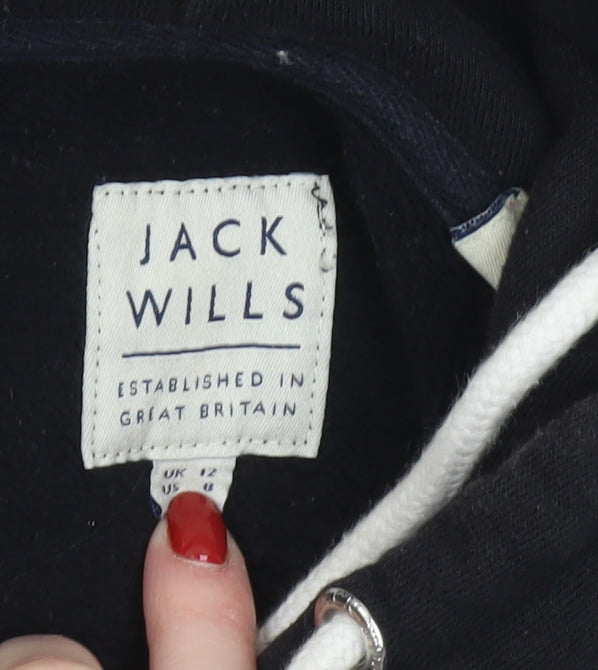 JACK
WILLS
ESTABLISHED IN
GREAT BRITAIN
UK 12
US 8